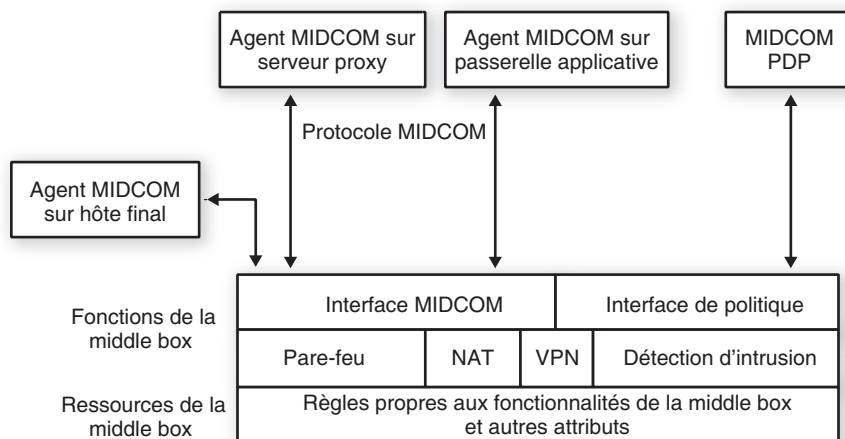 Agent MIDCOM sur
serveur proxy
Agent MIDCOM sur
passerelle applicative
MIDCOM
PDP
Protocole MIDCOM
Agent MIDCOM
sur hôte final
Interface MIDCOM
Interface de politique
Fonctions de la
middle box
Pare-feu
NAT
VPN
Détection d'intrusion
Ressources de la
middle box
Règles propres aux fonctionnalités de la middle box
et autres attributs